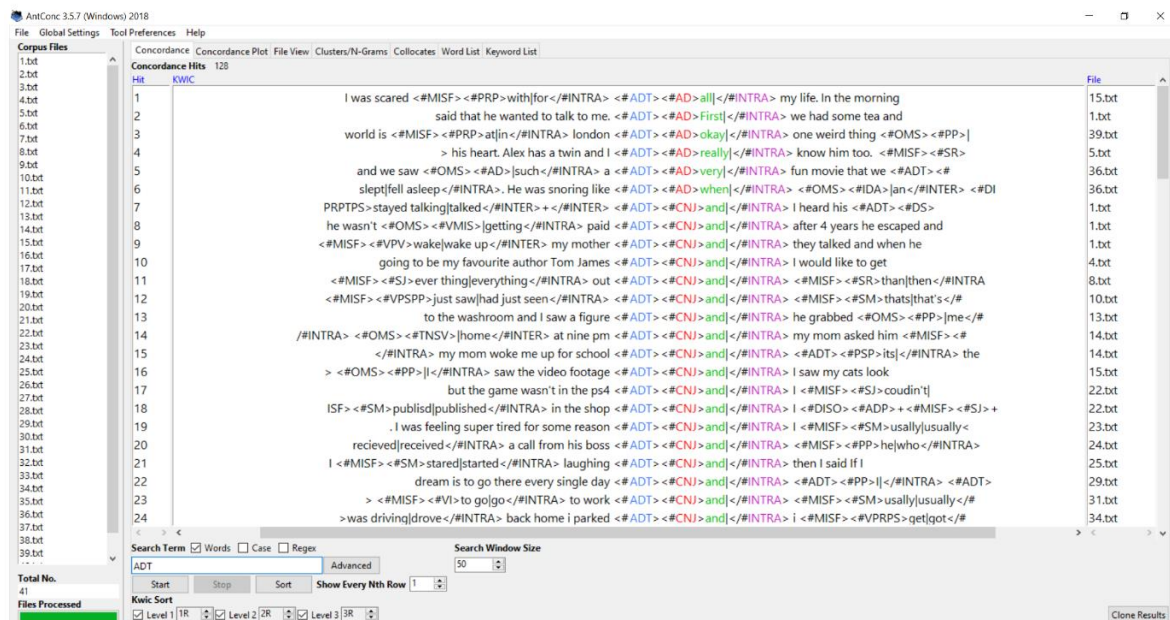 AntConc 3.5.7 (Windows) 2018
File Global Settings Tool Preferences Help
Corpus Files
1.txt
2.txt
3.txt
4.txt
5.txt
6.txt
7.txt
8.txt
9.txt
10.txt
11.txt
12.txt
13.txt
14.txt
15.txt
16.txt
17.txt
18.txt
19.txt
20.txt
21.txt
22.txt
23.txt
24.txt
25.txt
26.txt
27.txt
28.txt
29.txt
30.txt
31.txt
32.txt
33.txt
34.txt
35.txt
36.txt
37.txt
38.txt
39.txt
Total No.
41
Files Processed
Concordance Concordance Plot File View Clusters/N-Grams Collocates Word List Keyword List
Concordance Hits 128
Hit KWIC File
1 I was scared <#MISF><#PRP>with|for</#INTRA> <#ADT><#AD>all|</#INTRA> my life. In the morning 15.txt
2 said that he wanted to talk to me. <#ADT><#AD>First|</#INTRA> we had some tea and 1.txt
3 world is <#MISF><#PRP>at|in</#INTRA> london <#ADT><#AD>okay|</#INTRA> one weird thing <#OMS><#PP>| 39.txt
4 > his heart. Alex has a twin and I <#ADT><#AD>really|</#INTRA> know him too. <#MISF><#SR> 5.txt
5 and we saw <#OMS><#AD>|such</#INTRA> a <#ADT><#AD>very|</#INTRA> fun movie that we <#ADT><# 36.txt
6 slept|fell asleep</#INTRA>. He was snoring like <#ADT><#AD>when|</#INTRA> <#OMS><#IDA>|an</#INTER> <#DI 36.txt
7 PRPTPS>stayed talking|talked</#INTER>+</#INTER> <#ADT><#CNJ>and|</#INTRA> I heard his <#ADT><#DS> 1.txt
8 he wasn't <#OMS><#VMIS>|getting</#INTRA> paid <#ADT><#CNJ>and|</#INTRA> after 4 years he escaped and 1.txt
9 <#MISF><#VPV>wake|wake up</#INTER> my mother <#ADT><#CNJ>and|</#INTRA> they talked and when he 1.txt
10 going to be my favourite author Tom James <#ADT><#CNJ>and|</#INTRA> I would like to get 4.txt
11 <#MISF><#SJ>ever thing|everything</#INTRA> out <#ADT><#CNJ>and|</#INTRA> <#MISF><#SR>than|then</#INTRA 8.txt
12 <#MISF><#VPSPP>just saw|had just seen</#INTRA> <#ADT><#CNJ>and|</#INTRA> <#MISF><#SM>thats|that's</# 10.txt
13 to the washroom and I saw a figure <#ADT><#CNJ>and|</#INTRA> he grabbed <#OMS><#PP>|me</# 13.txt
14 /#INTRA> <#OMS><#TNSV>|home</#INTER> at nine pm <#ADT><#CNJ>and|</#INTRA> my mom asked him <#MISF><# 14.txt
15 </#INTRA> my mom woke me up for school <#ADT><#CNJ>and|</#INTRA> <#ADT><#PSP>its|</#INTRA> the 14.txt
16 > <#OMS><#PP>|I</#INTRA> saw the video footage <#ADT><#CNJ>and|</#INTRA> I saw my cats look 15.txt
17 but the game wasn't in the ps4 <#ADT><#CNJ>and|</#INTRA> I <#MISF><#SJ>coudin't| 22.txt
18 ISF><#SM>publisd|published</#INTRA> in the shop <#ADT><#CNJ>and|</#INTRA> I <#DISO><#ADP>+<#MISF><#SJ>+ 22.txt
19 . I was feeling super tired for some reason <#ADT><#CNJ>and|</#INTRA> I <#MISF><#SM>usally|usually< 23.txt
20 recieved|received</#INTRA> a call from his boss <#ADT><#CNJ>and|</#INTRA> <#MISF><#PP>he|who</#INTRA> 24.txt
21 I <#MISF><#SM>stared|started</#INTRA> laughing <#ADT><#CNJ>and|</#INTRA> then I said If I 25.txt
22 dream is to go there every single day <#ADT><#CNJ>and|</#INTRA> <#ADT><#PP>I|</#INTRA> <#ADT> 29.txt
23 > <#MISF><#VI>to go|go</#INTRA> to work <#ADT><#CNJ>and|</#INTRA> <#MISF><#SM>usally|usually</# 31.txt
24 >was driving|drove</#INTRA> back home i parked <#ADT><#CNJ>and|</#INTRA> i <#MISF><#VPRPS>get|got</# 34.txt
Search Term Words Case Regex Search Window Size
ADT Advanced 50
Start Stop Sort Show Every Nth Row 1
Kwic Sort
Level 1 1R Level 2 2R Level 3 3R Clone Results